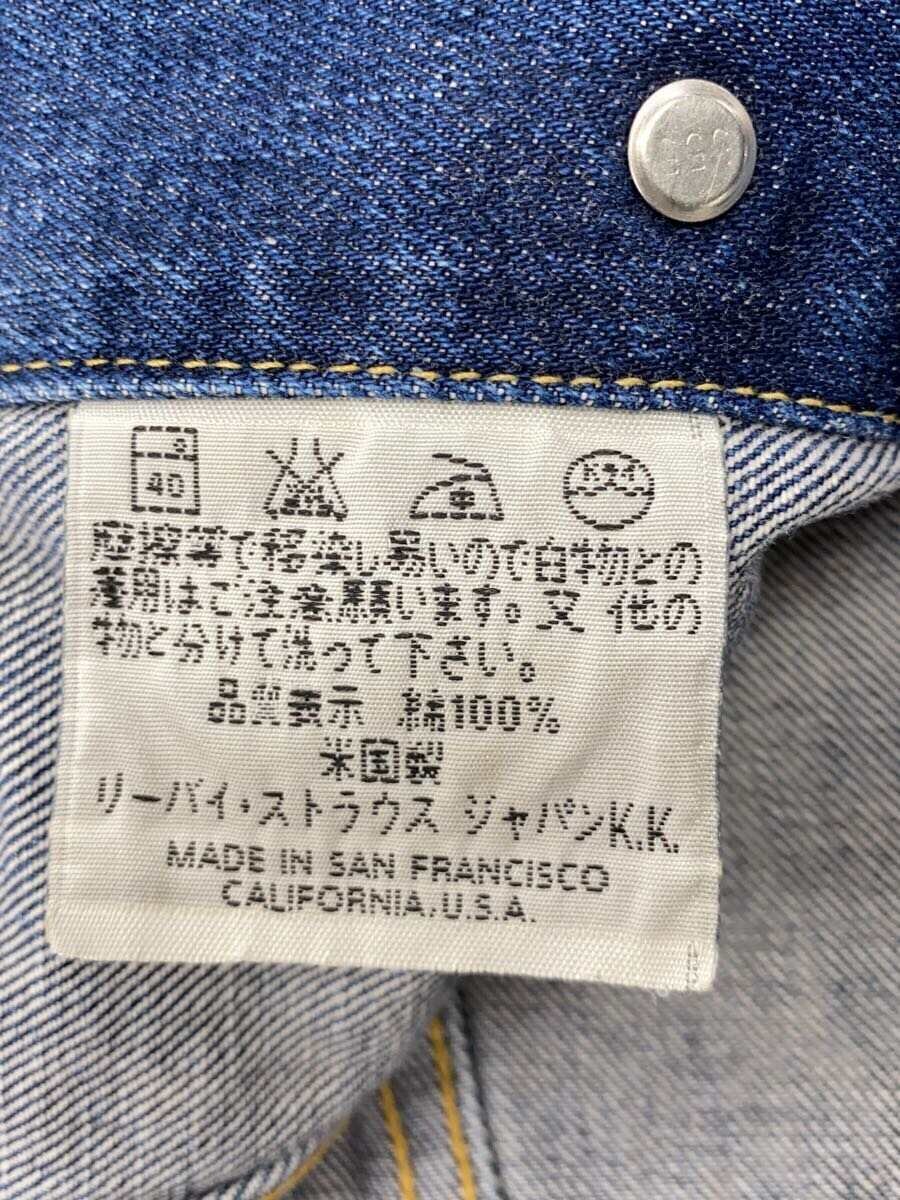 40
摩擦等で移染し易いので白半物との
着用はご注意願います。又 他の
物と分けて洗って下さい。
品質表示 綿100%
米国製
リーバイ・ストラウス ジャパンK.K.
MADE IN SAN FRANCISCO
CALIFORNIA, U.S.A.